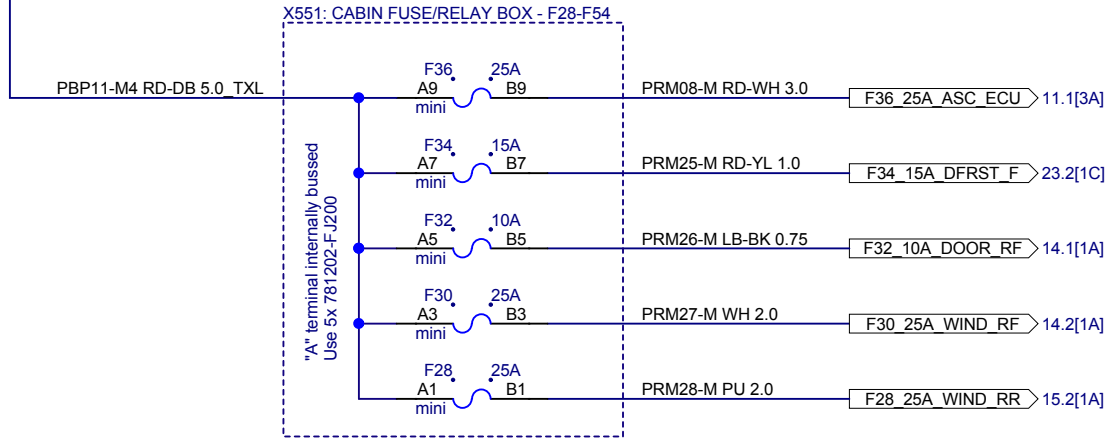 X551: CABIN FUSE/RELAY BOX - F28-F54
PBP11-M4 RD-DB 5.0_TXL
"A" terminal internally bussed
Use 5x 781202-FJ200
F36 25A
A9 B9
mini
PRM08-M RD-WH 3.0
F36_25A_ASC_ECU 11.1[3A]
F34 15A
A7 B7
mini
PRM25-M RD-YL 1.0
F34_15A_DFRST_F 23.2[1C]
F32 10A
A5 B5
mini
PRM26-M LB-BK 0.75
F32_10A_DOOR_RF 14.1[1A]
F30 25A
A3 B3
mini
PRM27-M WH 2.0
F30_25A_WIND_RF 14.2[1A]
F28 25A
A1 B1
mini
PRM28-M PU 2.0
F28_25A_WIND_RR 15.2[1A]